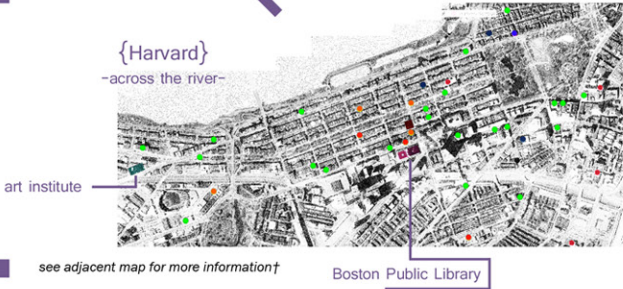 {Harvard}
-across the river-
art institute
see adjacent map for more information†
Boston Public Library